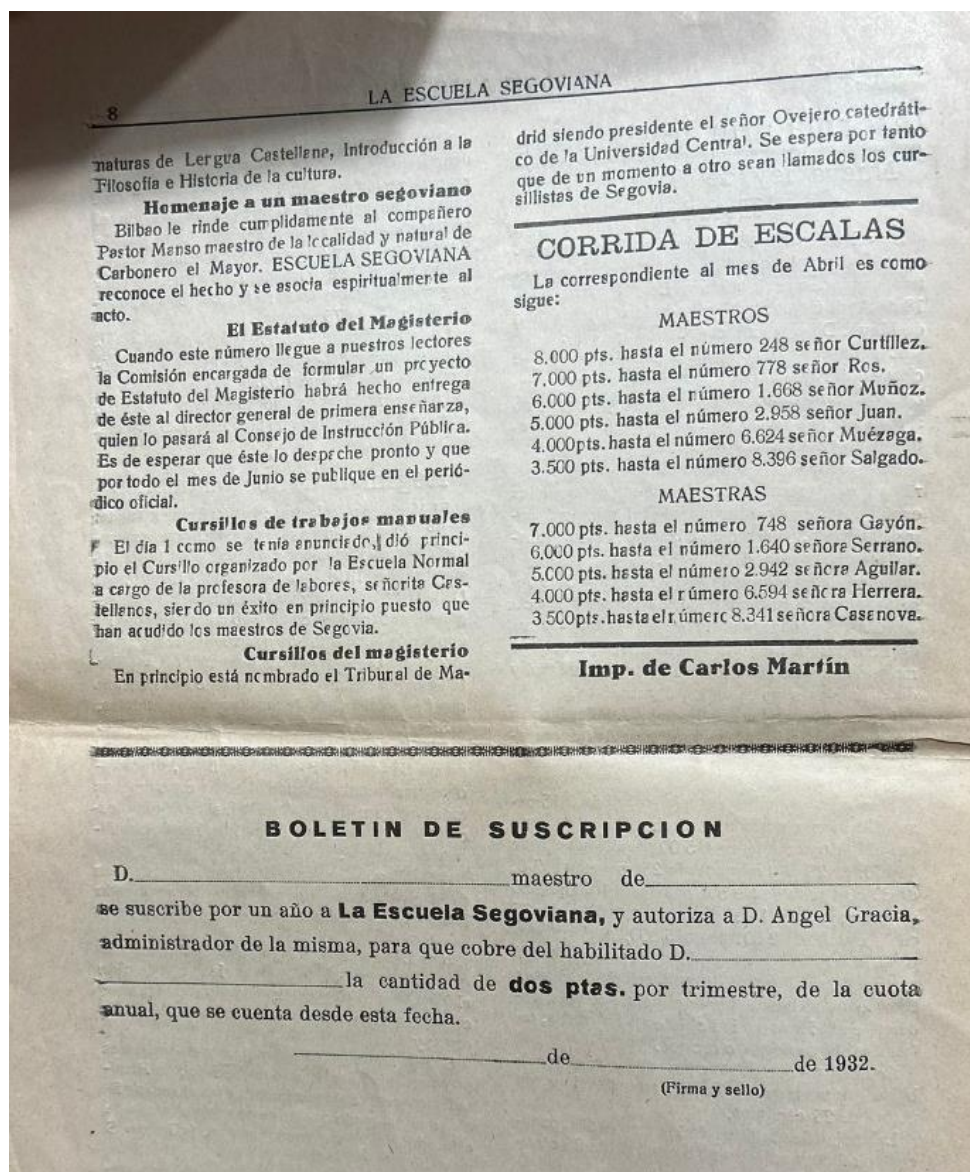 8
LA ESCUELA SEGOVIANA
naturas de Lergua Castellana, Introducción a la
Filosofía e Historia de la cultura.
Homenaje a un maestro segoviano
Bilbao le rinde cumplidamente al compañero
Pastor Manso maestro de la localidad y natural de
Carbonero el Mayor. ESCUELA SEGOVIANA
reconoce el hecho y se asocia espiritualmente al
acto.
El Estatuto del Magisterio
Cuando este número llegue a nuestros lectores
la Comisión encargada de formular un proyecto
de Estatuto del Magisterio habrá hecho entrega
de éste al director general de primera enseñanza,
quien lo pasará al Consejo de Instrucción Pública.
Es de esperar que éste lo despache pronto y que
por todo el mes de Junio se publique en el perió-
dico oficial.
Cursillos de trabajos manuales
El día 1 como se tenía anunciado, dió princi-
pio el Cursillo organizado por la Escuela Normal
a cargo de la profesora de labores, señorita Cas-
tellanos, sierdo un éxito en principio puesto que
han acudido los maestros de Segovia.
Cursillos del magisterio
En principio está nombrado el Tribunal de Ma-
drid siendo presidente el señor Ovejero catedráti-
co de la Universidad Central. Se espera por tanto
que de un momento a otro sean llamados los cur-
sillistas de Segovia.
CORRIDA DE ESCALAS
La correspondiente al mes de Abril es como
sigue:
MAESTROS
8.000 pts. hasta el número 248 señor Curtíllez.
7.000 pts. hasta el número 778 señor Ros.
6.000 pts. hasta el número 1.668 señor Muñoz.
5.000 pts. hasta el número 2.958 señor Juan.
4.000pts. hasta el número 6.624 señor Muézaga.
3.500 pts. hasta el número 8.396 señor Salgado.
MAESTRAS
7.000 pts. hasta el número 748 señora Gayón.
6.000 pts. hasta el número 1.640 señora Serrano.
5.000 pts. hasta el número 2.942 señora Aguilar.
4.000 pts. hasta el número 6.594 señora Herrera.
3.500pts. hasta el número 8.341 señora Casanova.
Imp. de Carlos Martín
BOLETIN DE SUSCRIPCION
D. maestro de
se suscribe por un año a La Escuela Segoviana, y autoriza a D. Angel Gracia,
administrador de la misma, para que cobre del habilitado D.
la cantidad de dos ptas. por trimestre, de la cuota
anual, que se cuenta desde esta fecha.
de de 1932.
(Firma y sello)